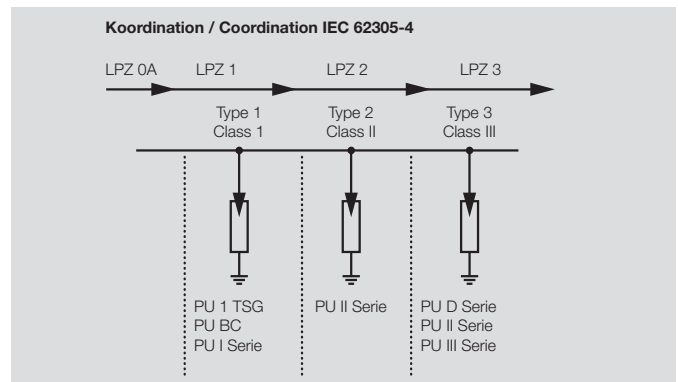 Koordination / Coordination IEC 62305-4
LPZ 0A LPZ 1 LPZ 2 LPZ 3
Type 1 Type 2 Type 3
Class 1 Class II Class III
PU 1 TSG PU II Serie PU D Serie
PU BC PU II Serie
PU I Serie PU III Serie